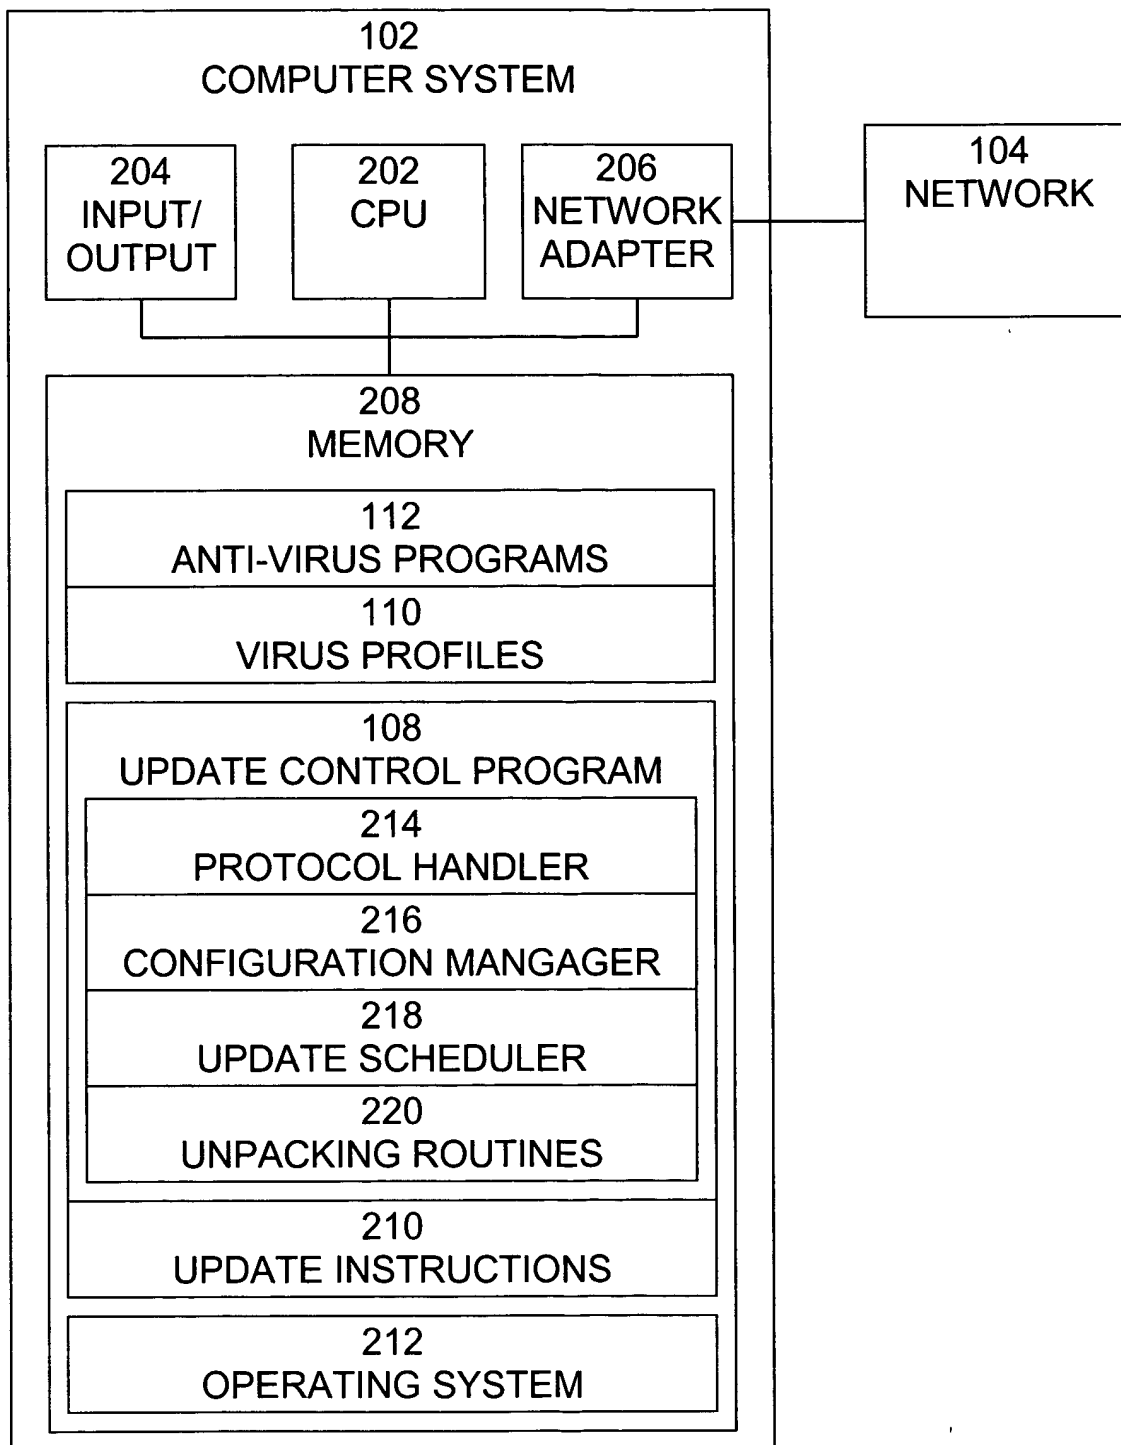 102
COMPUTER SYSTEM
204
INPUT/
OUTPUT
202
CPU
206
NETWORK
ADAPTER
104
NETWORK
208
MEMORY
112
ANTI-VIRUS PROGRAMS
110
VIRUS PROFILES
108
UPDATE CONTROL PROGRAM
214
PROTOCOL HANDLER
216
CONFIGURATION MANGAGER
218
UPDATE SCHEDULER
220
UNPACKING ROUTINES
210
UPDATE INSTRUCTIONS
212
OPERATING SYSTEM